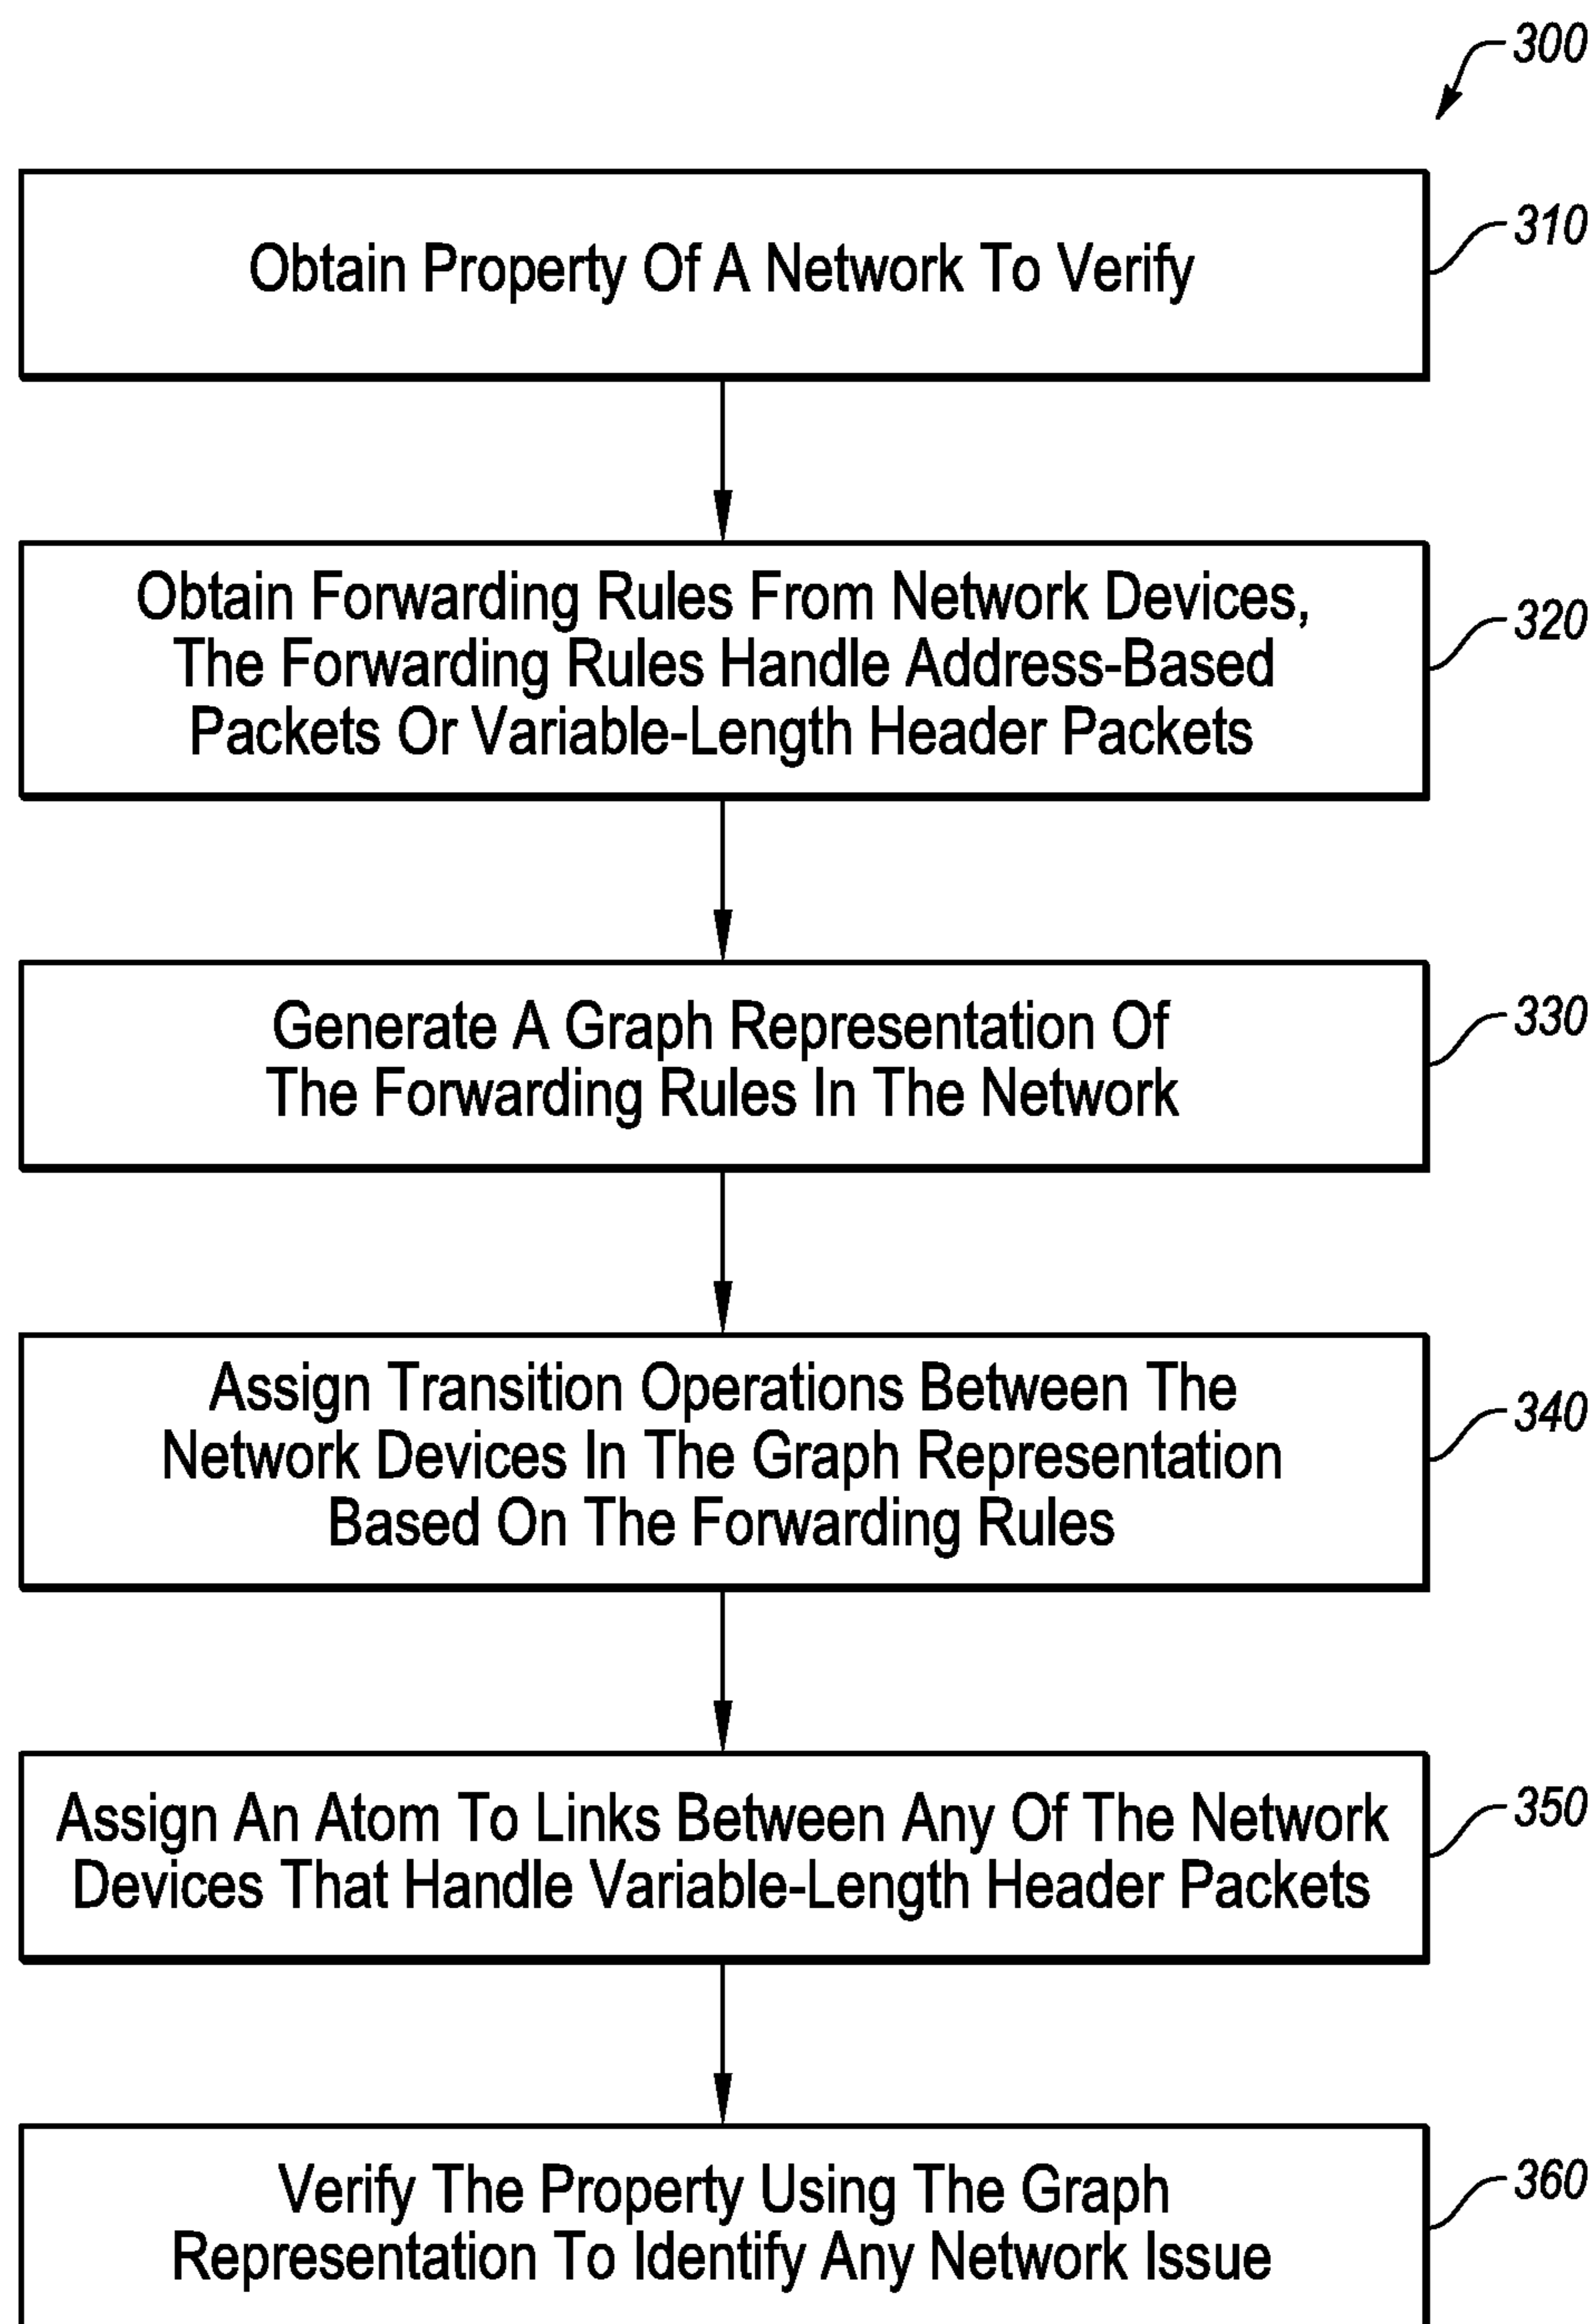 300
Obtain Property Of A Network To Verify
310
Obtain Forwarding Rules From Network Devices,
The Forwarding Rules Handle Address-Based
Packets Or Variable-Length Header Packets
320
Generate A Graph Representation Of
The Forwarding Rules In The Network
330
Assign Transition Operations Between The
Network Devices In The Graph Representation
Based On The Forwarding Rules
340
Assign An Atom To Links Between Any Of The Network
Devices That Handle Variable-Length Header Packets
350
Verify The Property Using The Graph
Representation To Identify Any Network Issue
360